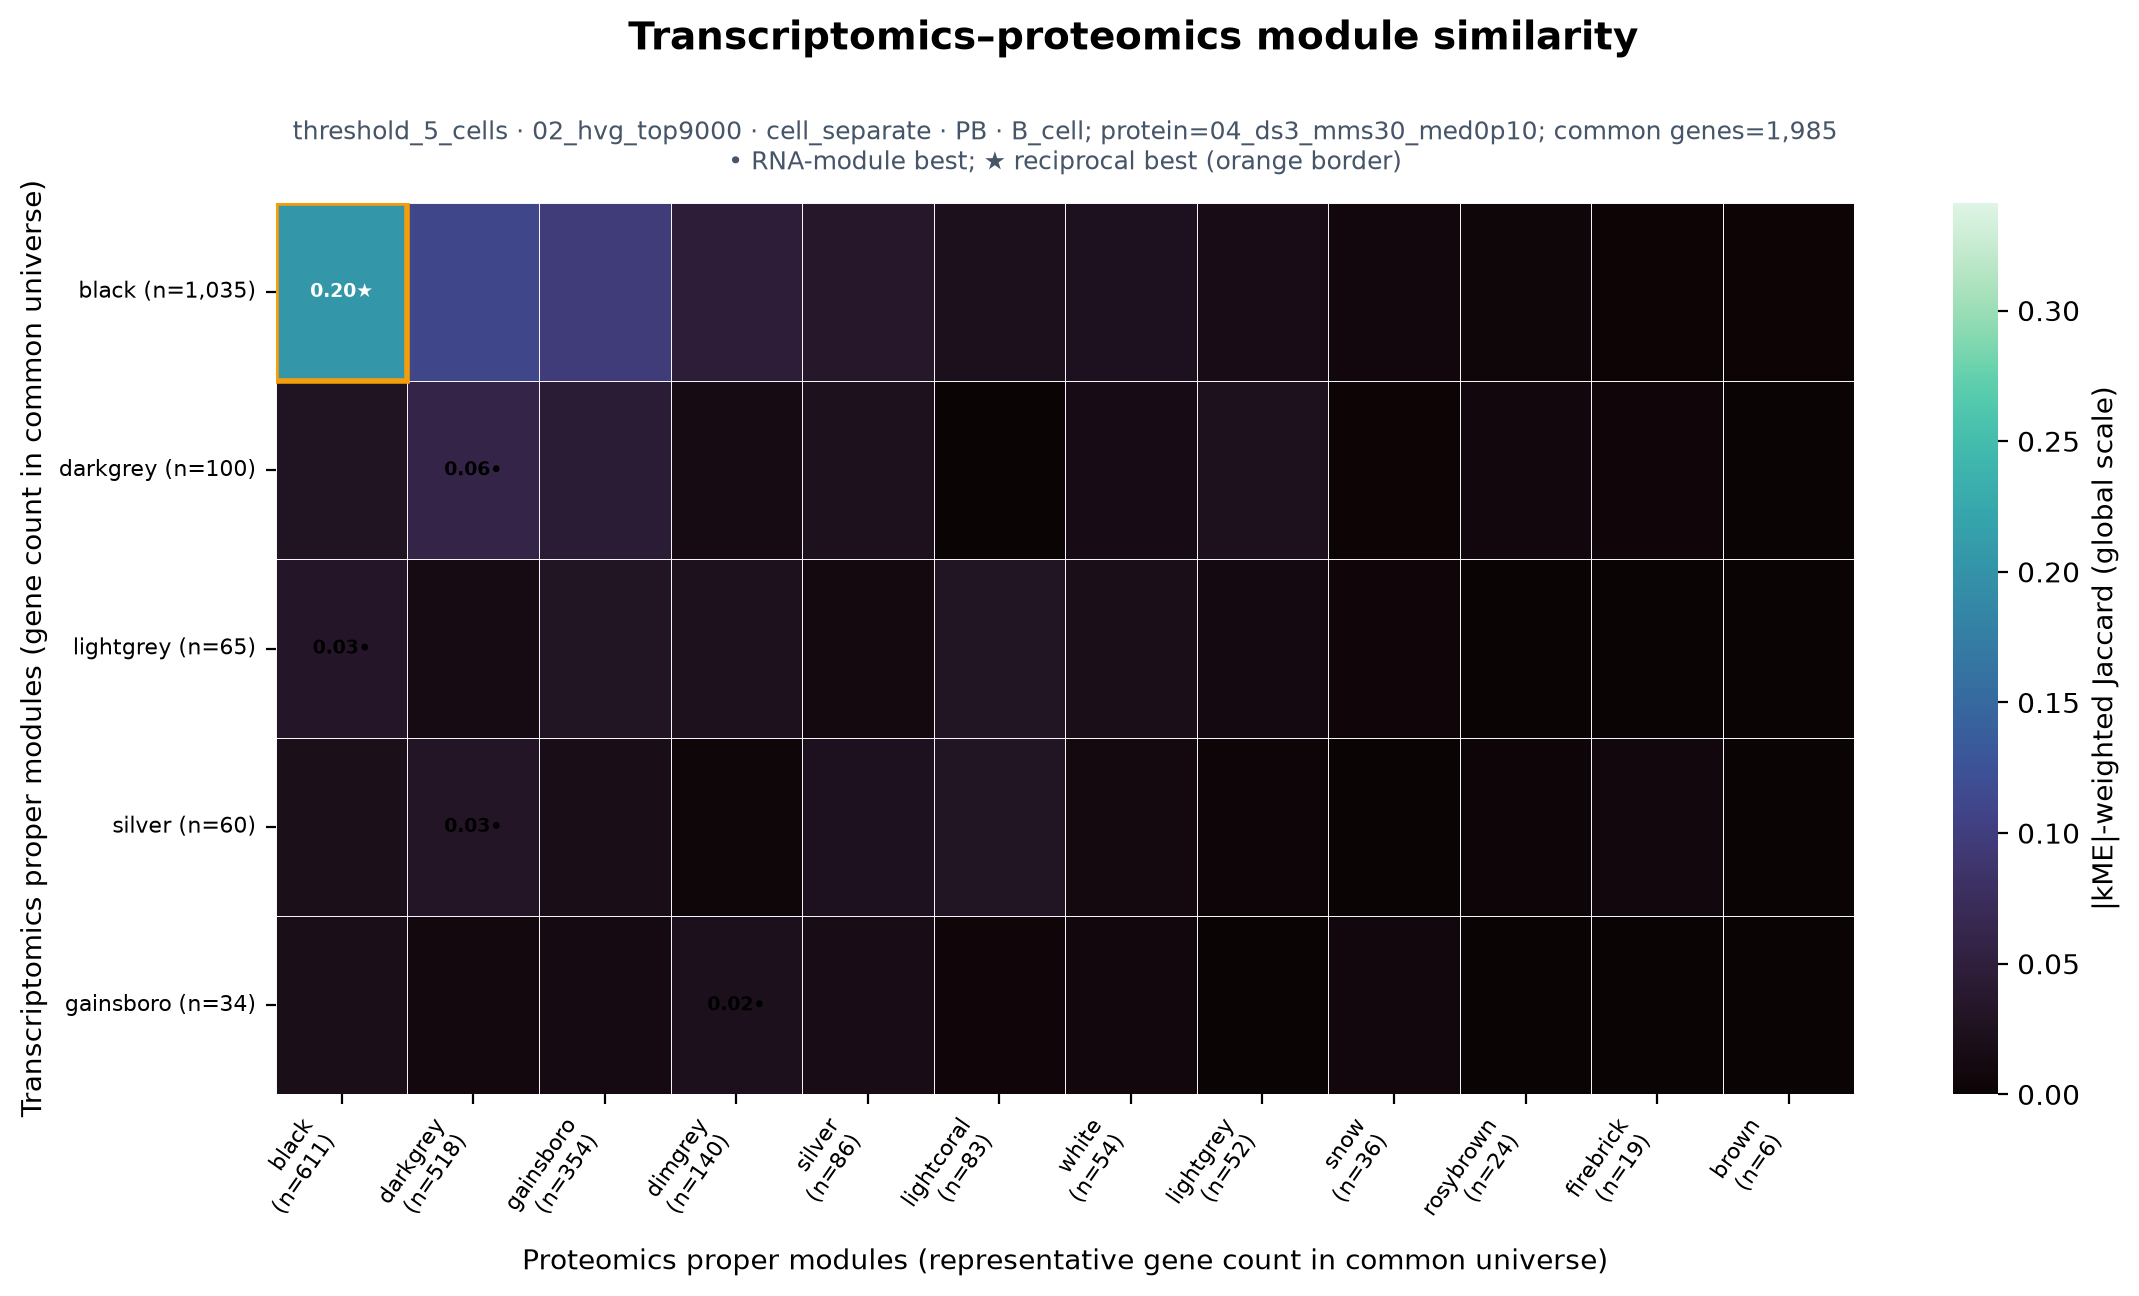 Transcriptomics–proteomics module similarity
threshold_5_cells · 02_hvg_top9000 · cell_separate · PB · B_cell; protein=04_ds3_mms30_med0p10; common genes=1,985
• RNA-module best; ★ reciprocal best (orange border)
Transcriptomics proper modules (gene count in common universe)
black (n=1,035)
darkgrey (n=100)
lightgrey (n=65)
silver (n=60)
gainsboro (n=34)
0.20★
0.06•
0.03•
0.03•
0.02•
black
(n=611)
darkgrey
(n=518)
gainsboro
(n=354)
dimgrey
(n=140)
silver
(n=86)
lightcoral
(n=83)
white
(n=54)
lightgrey
(n=52)
snow
(n=36)
rosybrown
(n=24)
firebrick
(n=19)
brown
(n=6)
Proteomics proper modules (representative gene count in common universe)
0.30
0.25
0.20
0.15
0.10
0.05
0.00
|kME|-weighted Jaccard (global scale)